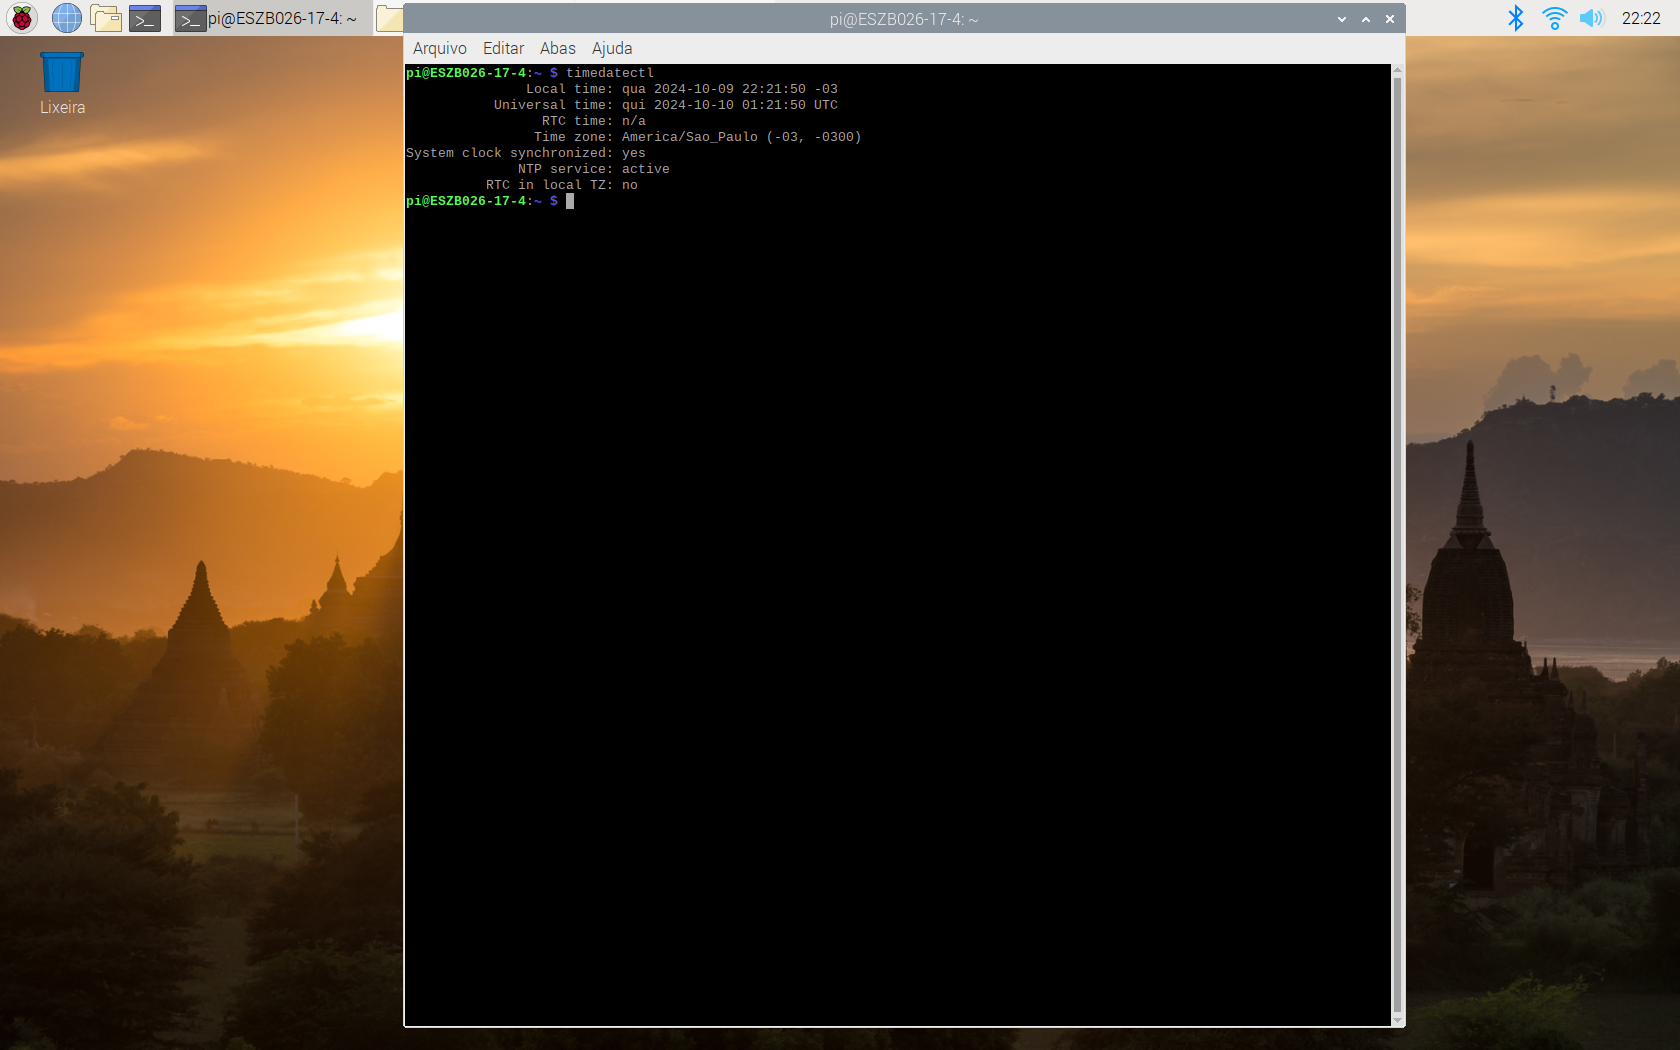 pi@ESZB026-17-4: ~
pi@ESZB026-17-4: ~
22:22
Arquivo Editar Abas Ajuda
Lixeira
pi@ESZB026-17-4:~ $ timedatectl
Local time: qua 2024-10-09 22:21:50 -03
Universal time: qui 2024-10-10 01:21:50 UTC
RTC time: n/a
Time zone: America/Sao_Paulo (-03, -0300)
System clock synchronized: yes
NTP service: active
RTC in local TZ: no
pi@ESZB026-17-4:~ $